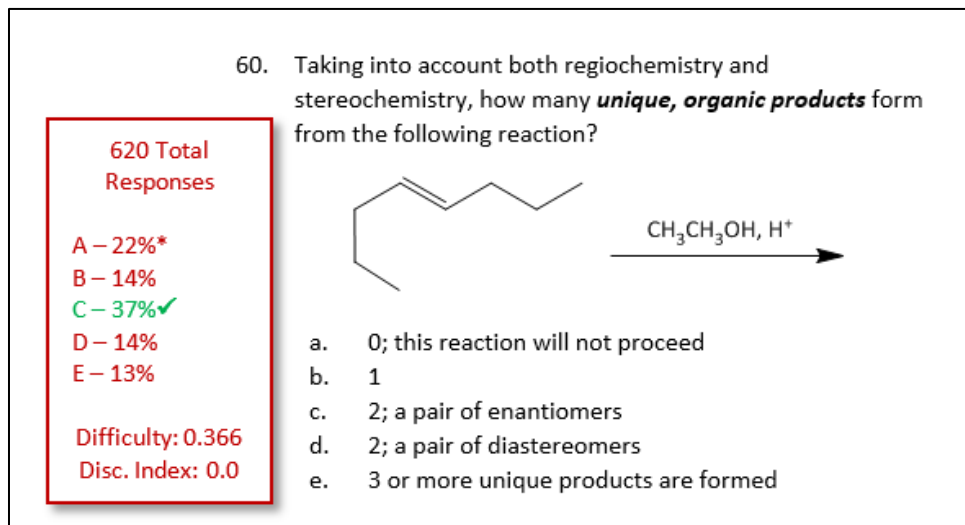 60. Taking into account both regiochemistry and
stereochemistry, how many unique, organic products form
from the following reaction?
620 Total
Responses
A – 22%*
B – 14%
C – 37%✓
D – 14%
E – 13%
Difficulty: 0.366
Disc. Index: 0.0
CH₃CH₂OH, H⁺
a. 0; this reaction will not proceed
b. 1
c. 2; a pair of enantiomers
d. 2; a pair of diastereomers
e. 3 or more unique products are formed